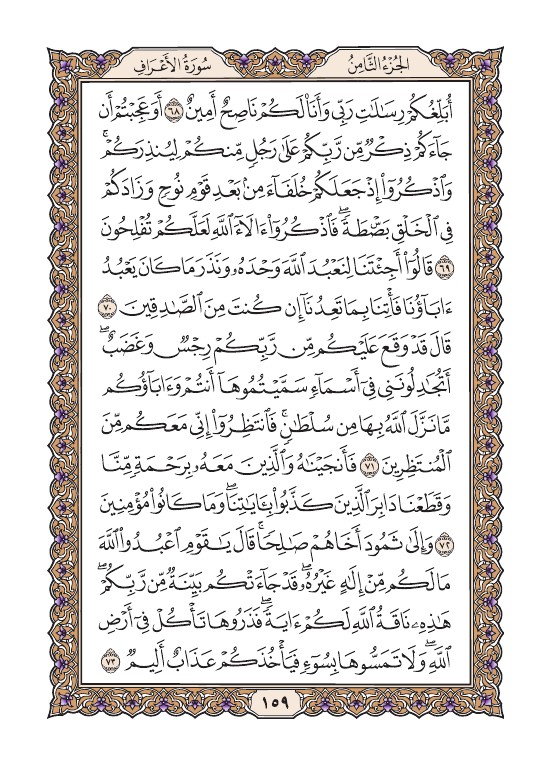 الجُزْءُ الثَّامِنُ سُورَةُ الأَعْرَافِ
أُبَلِّغُكُمْ رِسَٰلَٰتِ رَبِّى وَأَنَا۠ لَكُمْ نَاصِحٌ أَمِينٌ ٦٨ أَوَعَجِبْتُمْ أَن
جَآءَكُمْ ذِكْرٌ مِّن رَّبِّكُمْ عَلَىٰ رَجُلٍ مِّنكُمْ لِيُنذِرَكُمْ ۚ
وَٱذْكُرُوٓا۟ إِذْ جَعَلَكُمْ خُلَفَآءَ مِنۢ بَعْدِ قَوْمِ نُوحٍ وَزَادَكُمْ
فِى ٱلْخَلْقِ بَصْۜطَةً ۖ فَٱذْكُرُوٓا۟ ءَالَآءَ ٱللَّهِ لَعَلَّكُمْ تُفْلِحُونَ
٦٩ قَالُوٓا۟ أَجِئْتَنَا لِنَعْبُدَ ٱللَّهَ وَحْدَهُۥ وَنَذَرَ مَا كَانَ يَعْبُدُ
ءَابَآؤُنَا فَأْتِنَا بِمَا تَعِدُنَآ إِن كُنتَ مِنَ ٱلصَّٰدِقِينَ ٧٠
قَالَ قَدْ وَقَعَ عَلَيْكُم مِّن رَّبِّكُمْ رِجْسٌ وَغَضَبٌ ۖ
أَتُجَٰدِلُونَنِى فِىٓ أَسْمَآءٍ سَمَّيْتُمُوهَآ أَنتُمْ وَءَابَآؤُكُم
مَّا نَزَّلَ ٱللَّهُ بِهَا مِن سُلْطَٰنٍ ۚ فَٱنتَظِرُوٓا۟ إِنِّى مَعَكُم مِّنَ
ٱلْمُنتَظِرِينَ ٧١ فَأَنجَيْنَٰهُ وَٱلَّذِينَ مَعَهُۥ بِرَحْمَةٍ مِّنَّا
وَقَطَعْنَا دَابِرَ ٱلَّذِينَ كَذَّبُوا۟ بِـَٔايَٰتِنَا ۖ وَمَا كَانُوا۟ مُؤْمِنِينَ
٧٢ وَإِلَىٰ ثَمُودَ أَخَاهُمْ صَٰلِحًا ۗ قَالَ يَٰقَوْمِ ٱعْبُدُوا۟ ٱللَّهَ
مَا لَكُم مِّنْ إِلَٰهٍ غَيْرُهُۥ ۖ قَدْ جَآءَتْكُم بَيِّنَةٌ مِّن رَّبِّكُمْ ۖ
هَٰذِهِۦ نَاقَةُ ٱللَّهِ لَكُمْ ءَايَةً ۖ فَذَرُوهَا تَأْكُلْ فِىٓ أَرْضِ
ٱللَّهِ ۖ وَلَا تَمَسُّوهَا بِسُوٓءٍ فَيَأْخُذَكُمْ عَذَابٌ أَلِيمٌ ٧٣
١٥٩